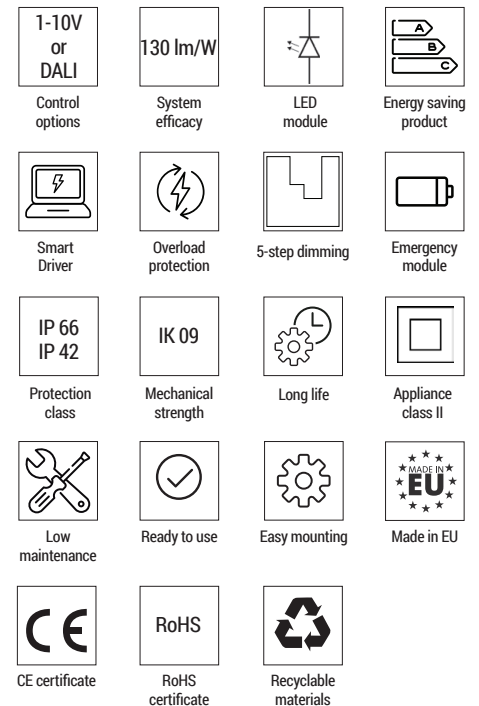 1-10V
or
DALI
Control
options
130 lm/W
System
efficacy
LED
module
A
B
C
Energy saving
product
Smart
Driver
Overload
protection
5-step dimming
Emergency
module
IP 66
IP 42
Protection
class
IK 09
Mechanical
strength
Long life
Appliance
class II
Low
maintenance
Ready to use
Easy mounting
MADE IN
EU
Made in EU
CE
CE certificate
RoHS
RoHS
certificate
Recyclable
materials